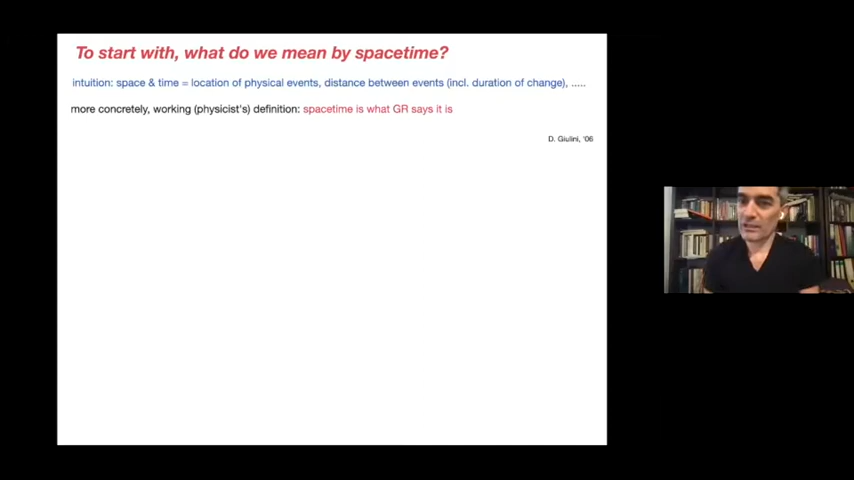 To start with, what do we mean by spacetime?
intuition: space & time = location of physical events, distance between events (incl. duration of change), .....
more concretely, working (physicist's) definition: spacetime is what GR says it is
D. Giulini, '06